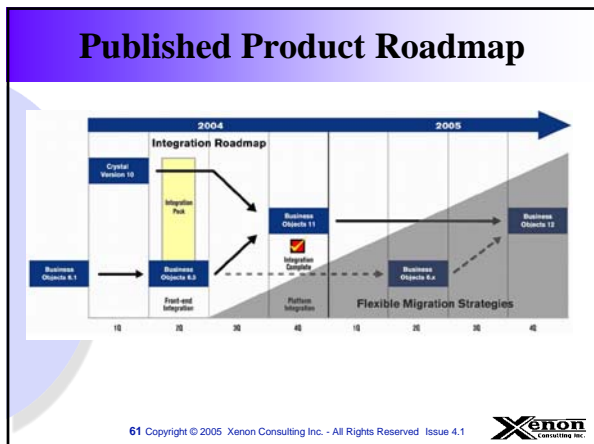 Published Product Roadmap
2004
2005
Integration Roadmap
Crystal
Version 10
Integration
Pack
Business
Objects 11
Business
Objects 12
Integration
Complete
Business
Objects 6.1
Business
Objects 6.5
Business
Objects 6.x
Front-end
Integration
Platform
Integration
Flexible Migration Strategies
1Q
2Q
3Q
4Q
1Q
2Q
3Q
4Q
61 Copyright © 2005 Xenon Consulting Inc. - All Rights Reserved Issue 4.1
Xenon
Consulting Inc.